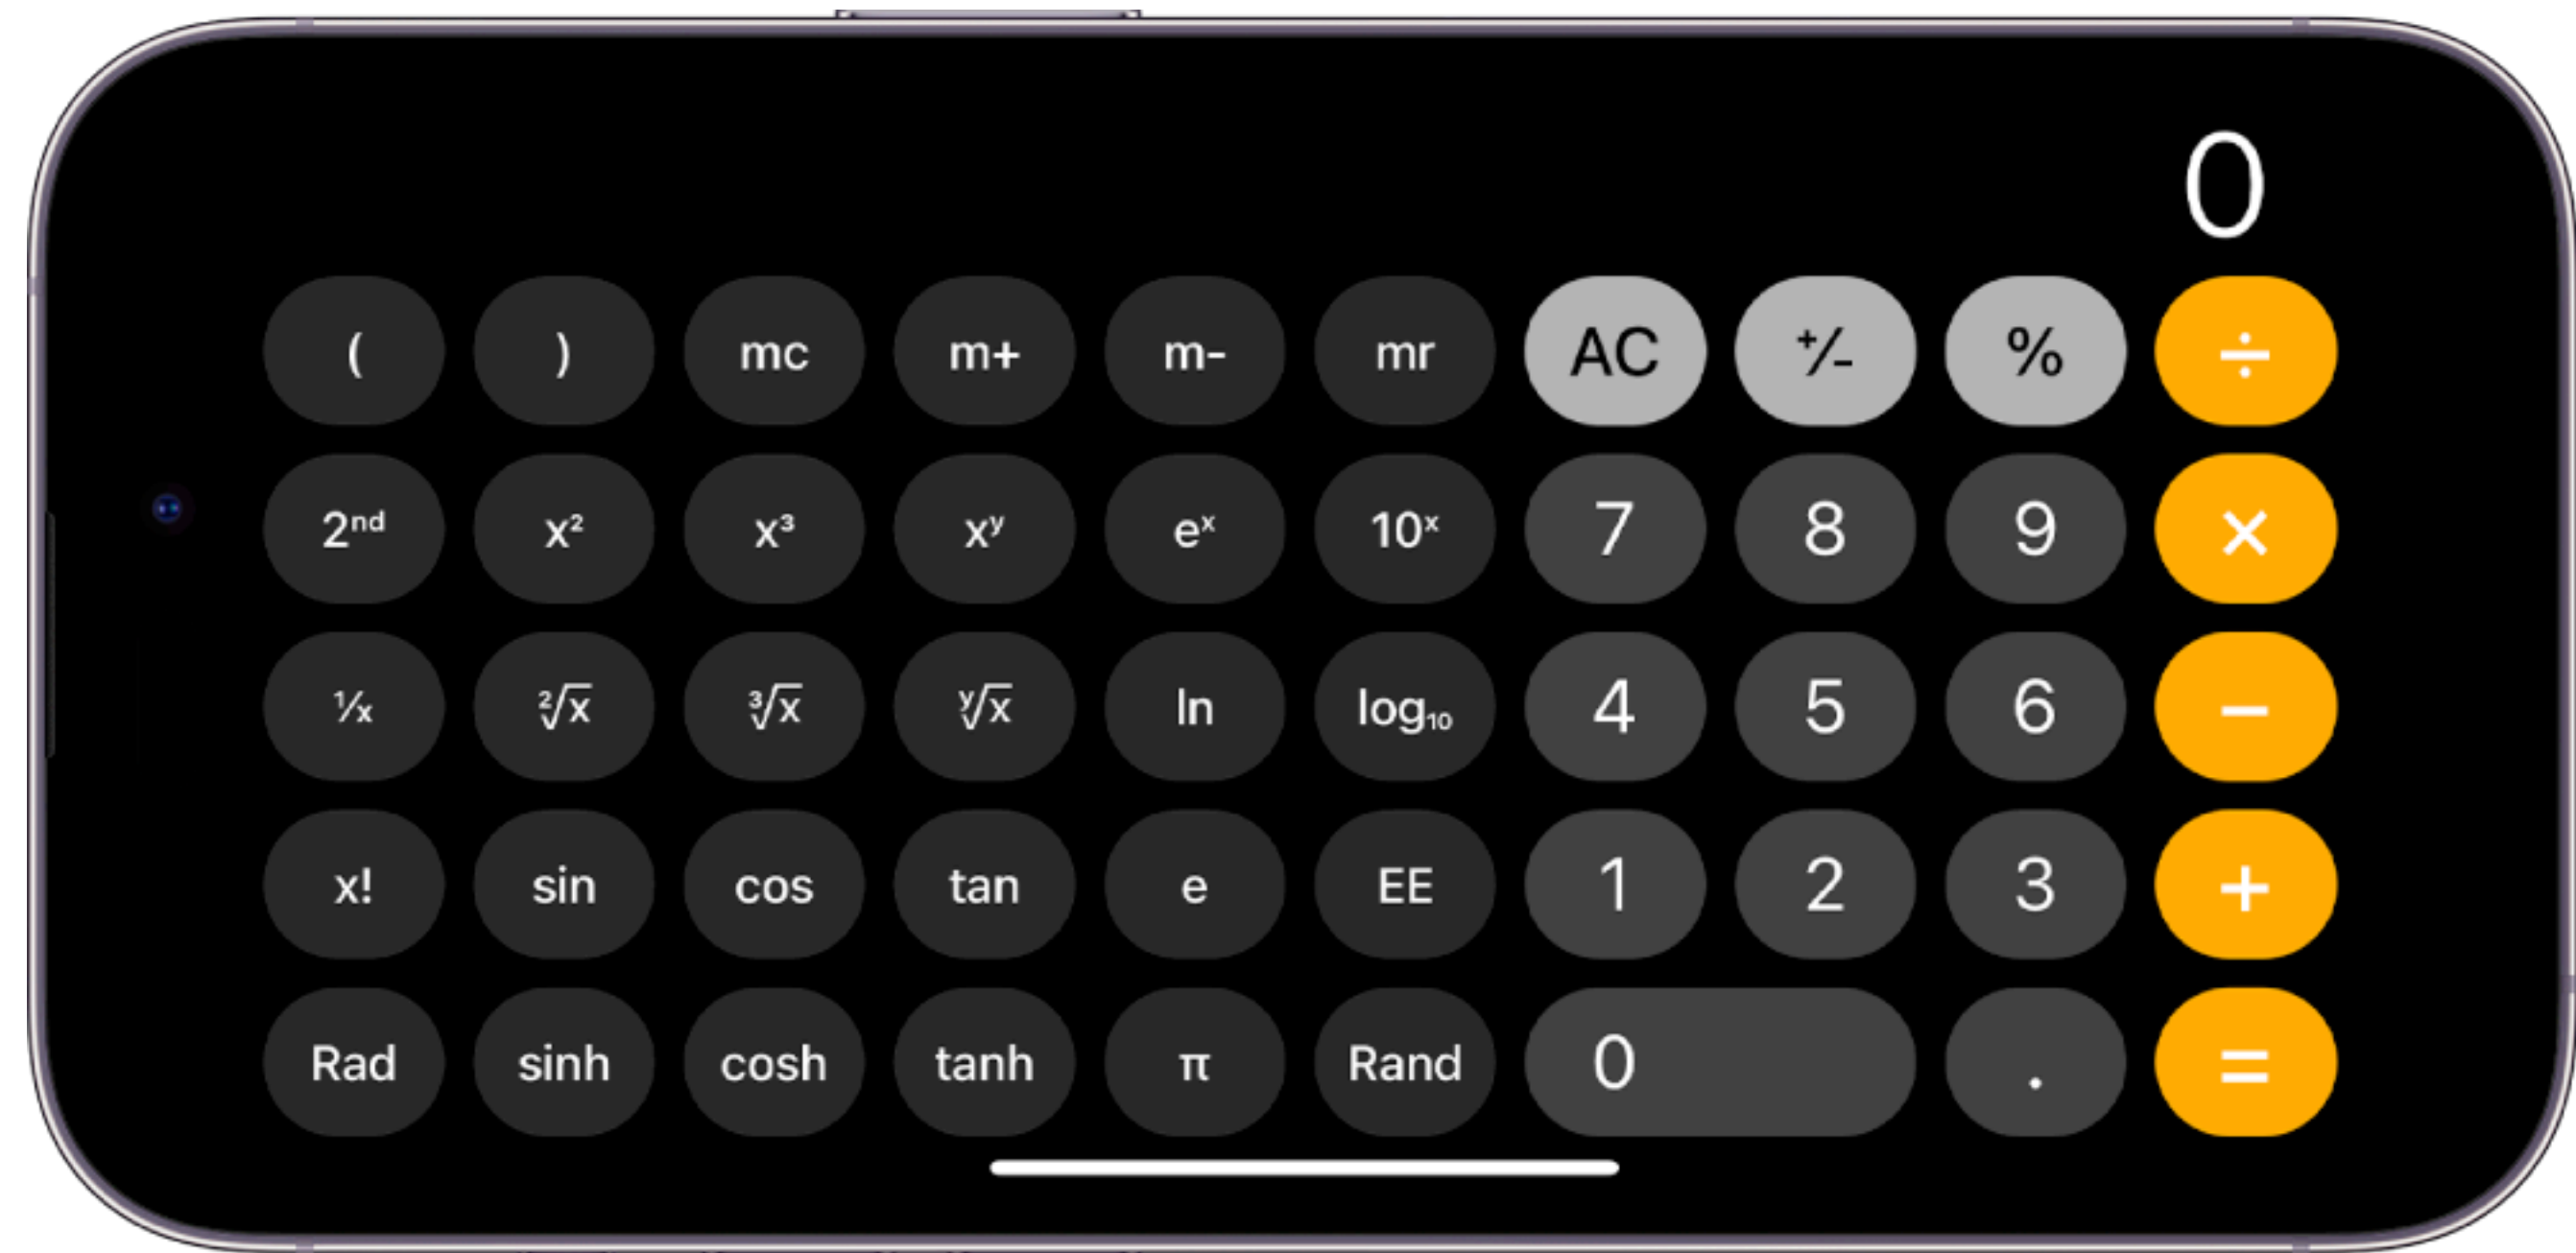 0
( ) mc m+ m- mr AC ⁺⁄₋ % ÷
2ⁿᵈ x² x³ xʸ eˣ 10ˣ 7 8 9 ×
¹⁄ₓ ²√x ³√x ʸ√x ln log₁₀ 4 5 6 −
x! sin cos tan e EE 1 2 3 +
Rad sinh cosh tanh π Rand 0 . =